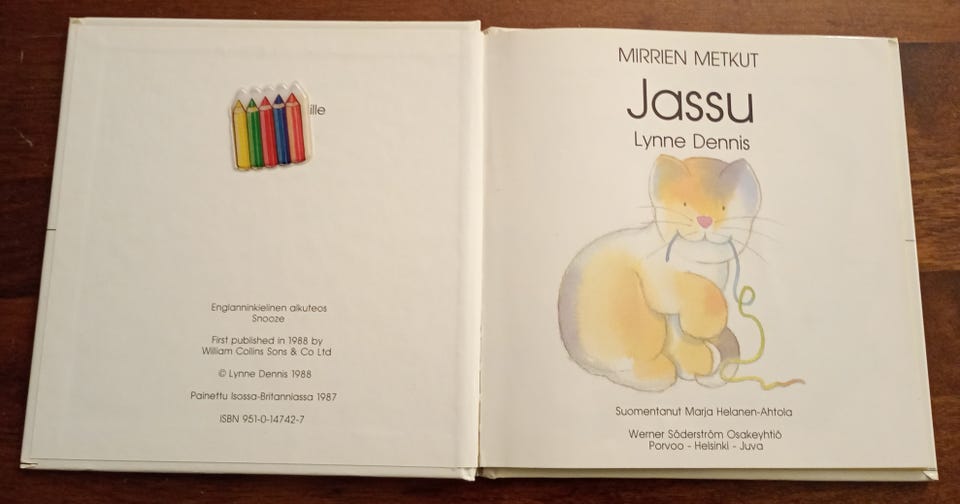 ille
Englanninkielinen alkuteos
Snooze
First published in 1988 by
William Collins Sons & Co Ltd
© Lynne Dennis 1988
Painettu Isossa-Britanniassa 1987
ISBN 951-0-14742-7
MIRRIEN METKUT
Jassu
Lynne Dennis
Suomentanut Marja Helanen-Ahtola
Werner Söderström Osakeyhtiö
Porvoo - Helsinki - Juva